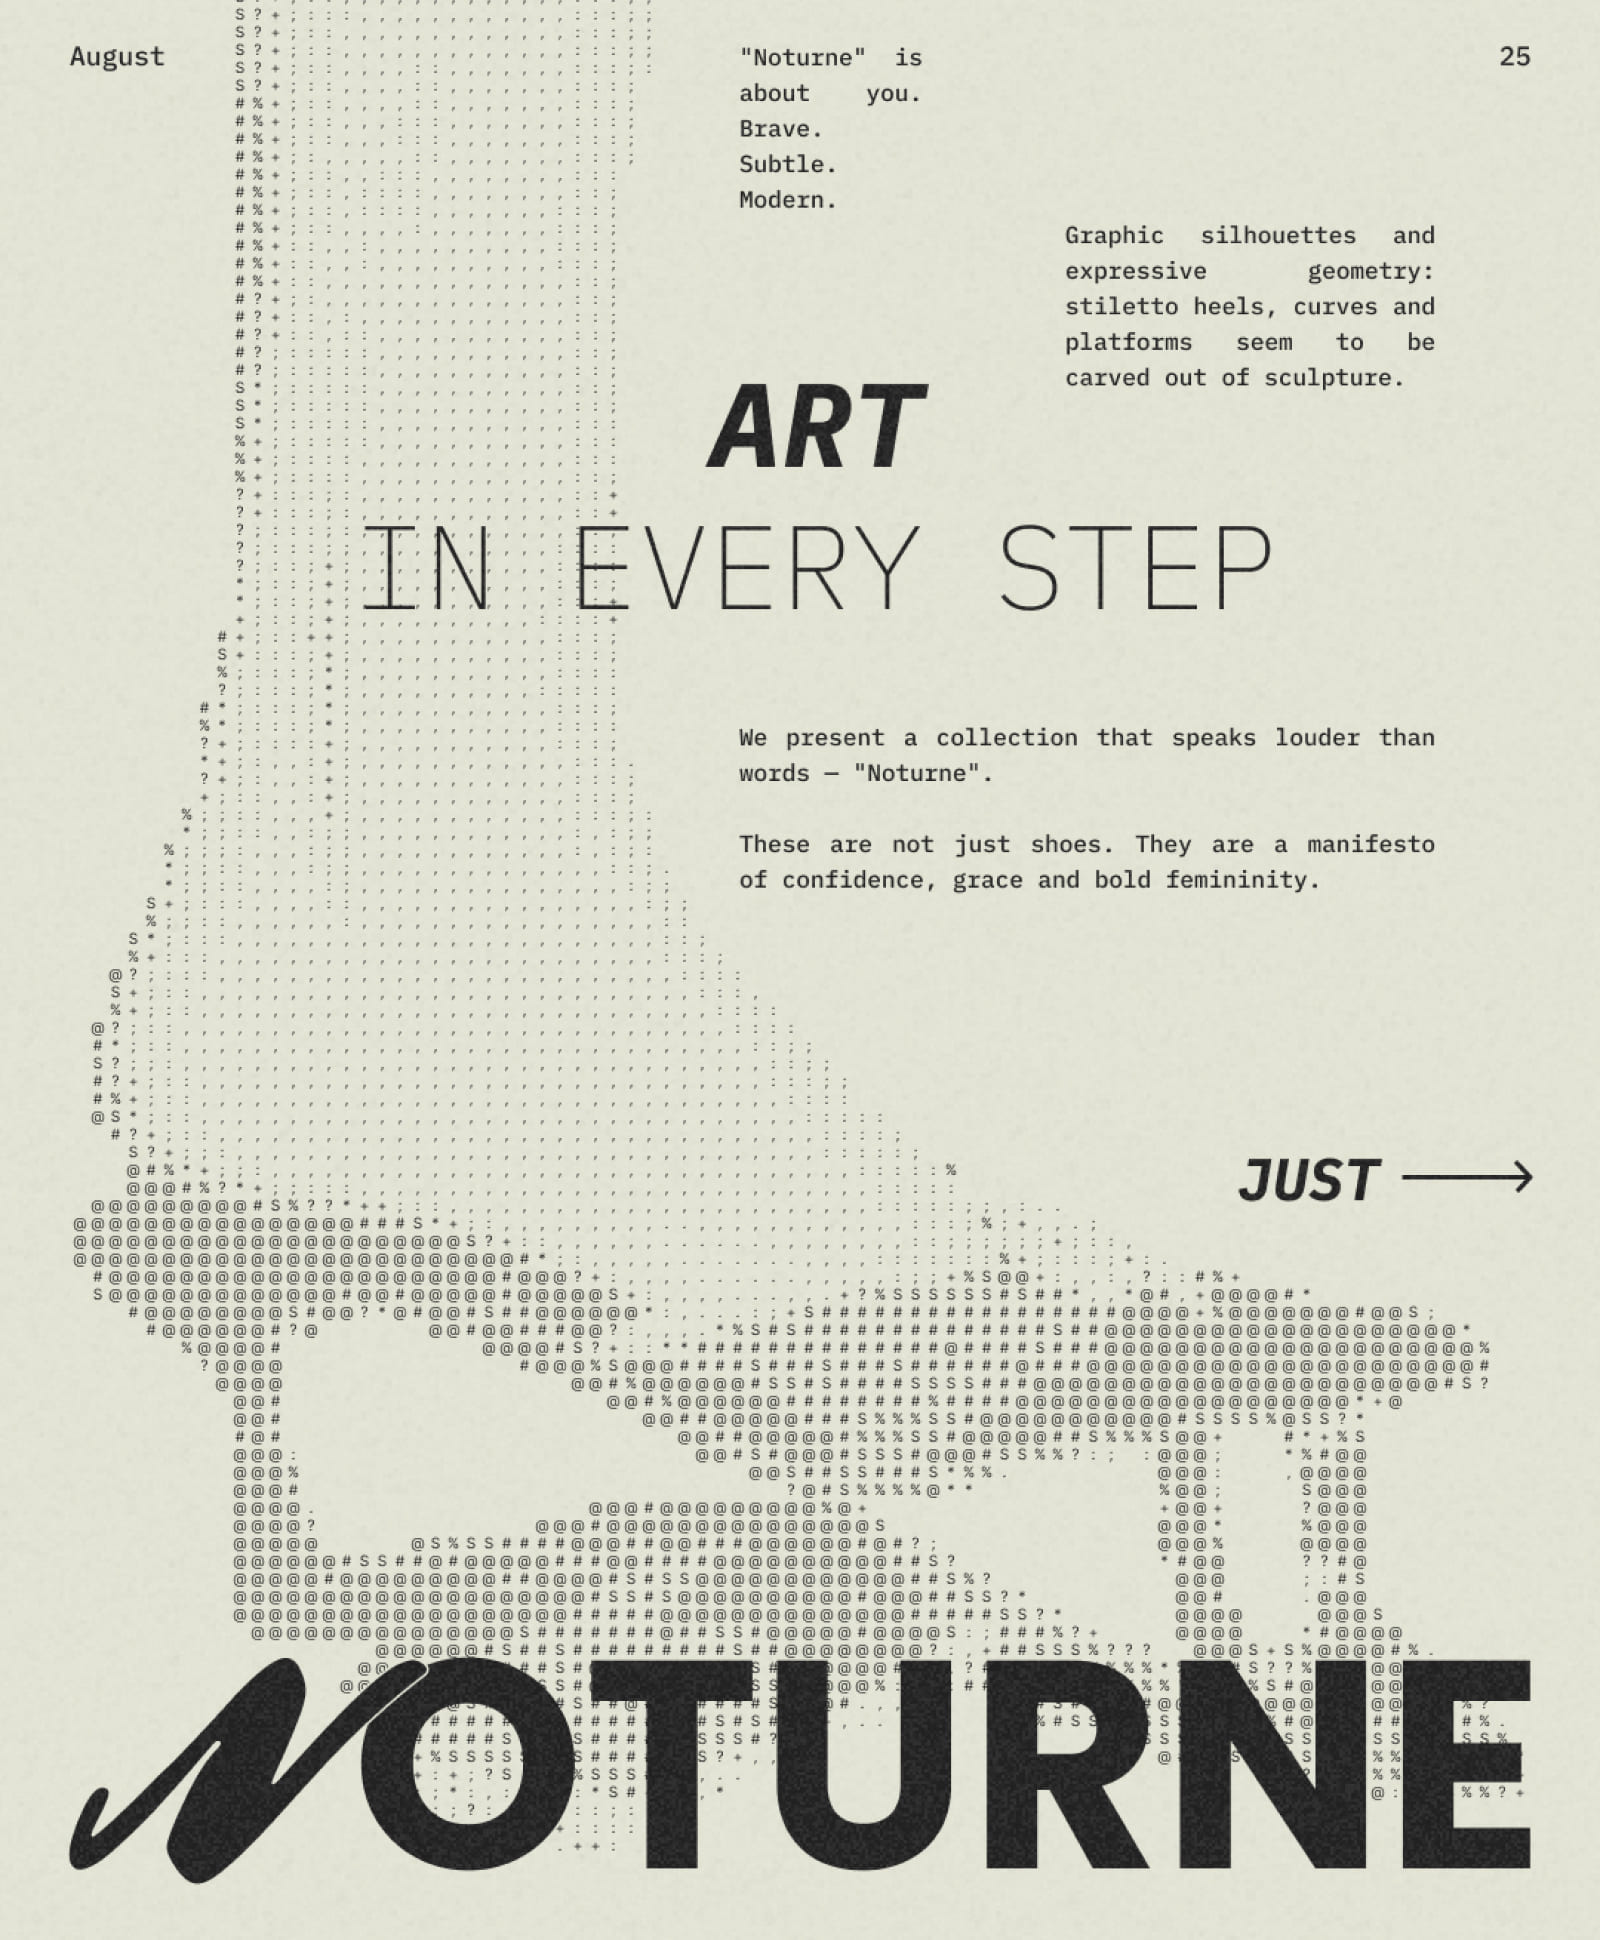 August
25
"Noturne" is
about you.
Brave.
Subtle.
Modern.
Graphic silhouettes and
expressive geometry:
stiletto heels, curves and
platforms seem to be
carved out of sculpture.
ART
IN EVERY STEP
We present a collection that speaks louder than
words — "Noturne".
These are not just shoes. They are a manifesto
of confidence, grace and bold femininity.
JUST
NOTURNE